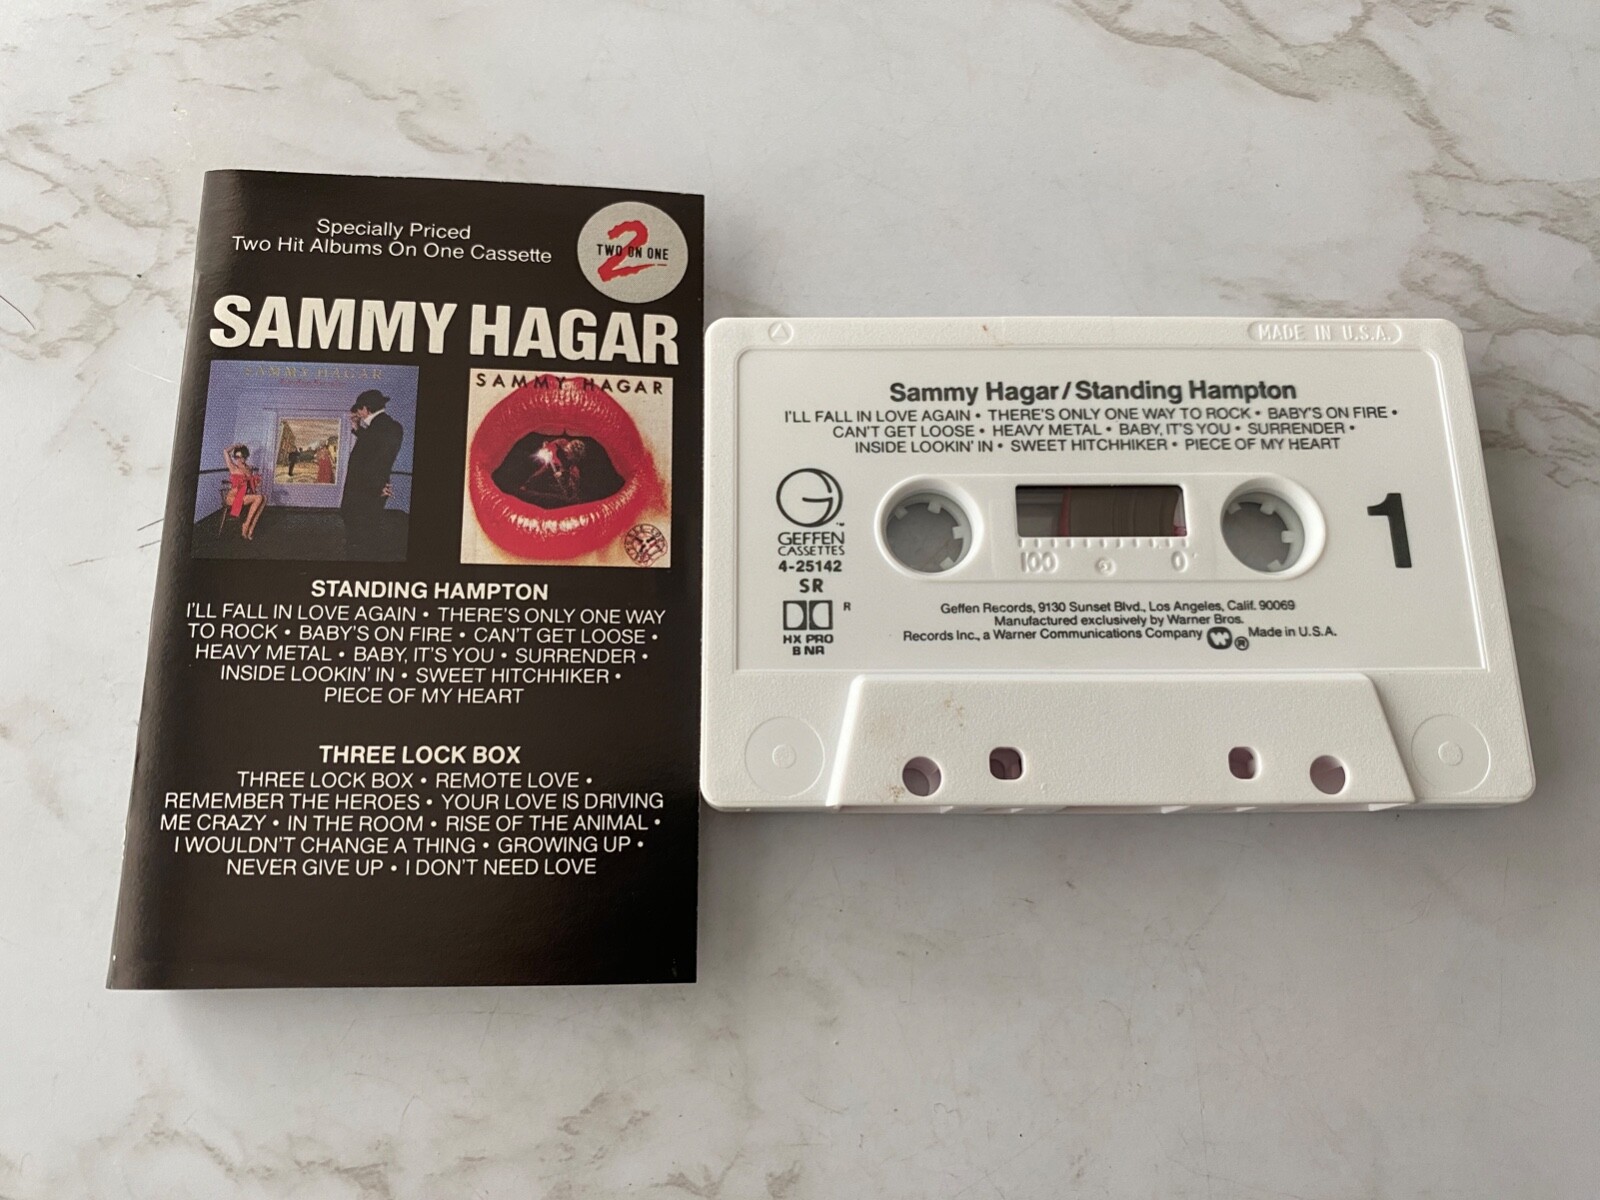 Specially Priced
Two Hit Albums On One Cassette
2
TWO ON ONE
SAMMY HAGAR
SAMMY HAGAR
SAMMY HAGAR
STANDING HAMPTON
I'LL FALL IN LOVE AGAIN • THERE'S ONLY ONE WAY
TO ROCK • BABY'S ON FIRE • CAN'T GET LOOSE •
HEAVY METAL • BABY, IT'S YOU • SURRENDER •
INSIDE LOOKIN' IN • SWEET HITCHHIKER •
PIECE OF MY HEART
THREE LOCK BOX
THREE LOCK BOX • REMOTE LOVE •
REMEMBER THE HEROES • YOUR LOVE IS DRIVING
ME CRAZY • IN THE ROOM • RISE OF THE ANIMAL •
I WOULDN'T CHANGE A THING • GROWING UP •
NEVER GIVE UP • I DON'T NEED LOVE
MADE IN U.S.A.
Sammy Hagar/Standing Hampton
I'LL FALL IN LOVE AGAIN • THERE'S ONLY ONE WAY TO ROCK • BABY'S ON FIRE •
CAN'T GET LOOSE • HEAVY METAL • BABY, IT'S YOU • SURRENDER •
INSIDE LOOKIN' IN • SWEET HITCHHIKER • PIECE OF MY HEART
G
GEFFEN
CASSETTES
4-25142
SR
R
HX PRO
B NR
100 0
1
Geffen Records, 9130 Sunset Blvd., Los Angeles, Calif. 90069
Manufactured exclusively by Warner Bros.
Records Inc., a Warner Communications Company ® Made in U.S.A.